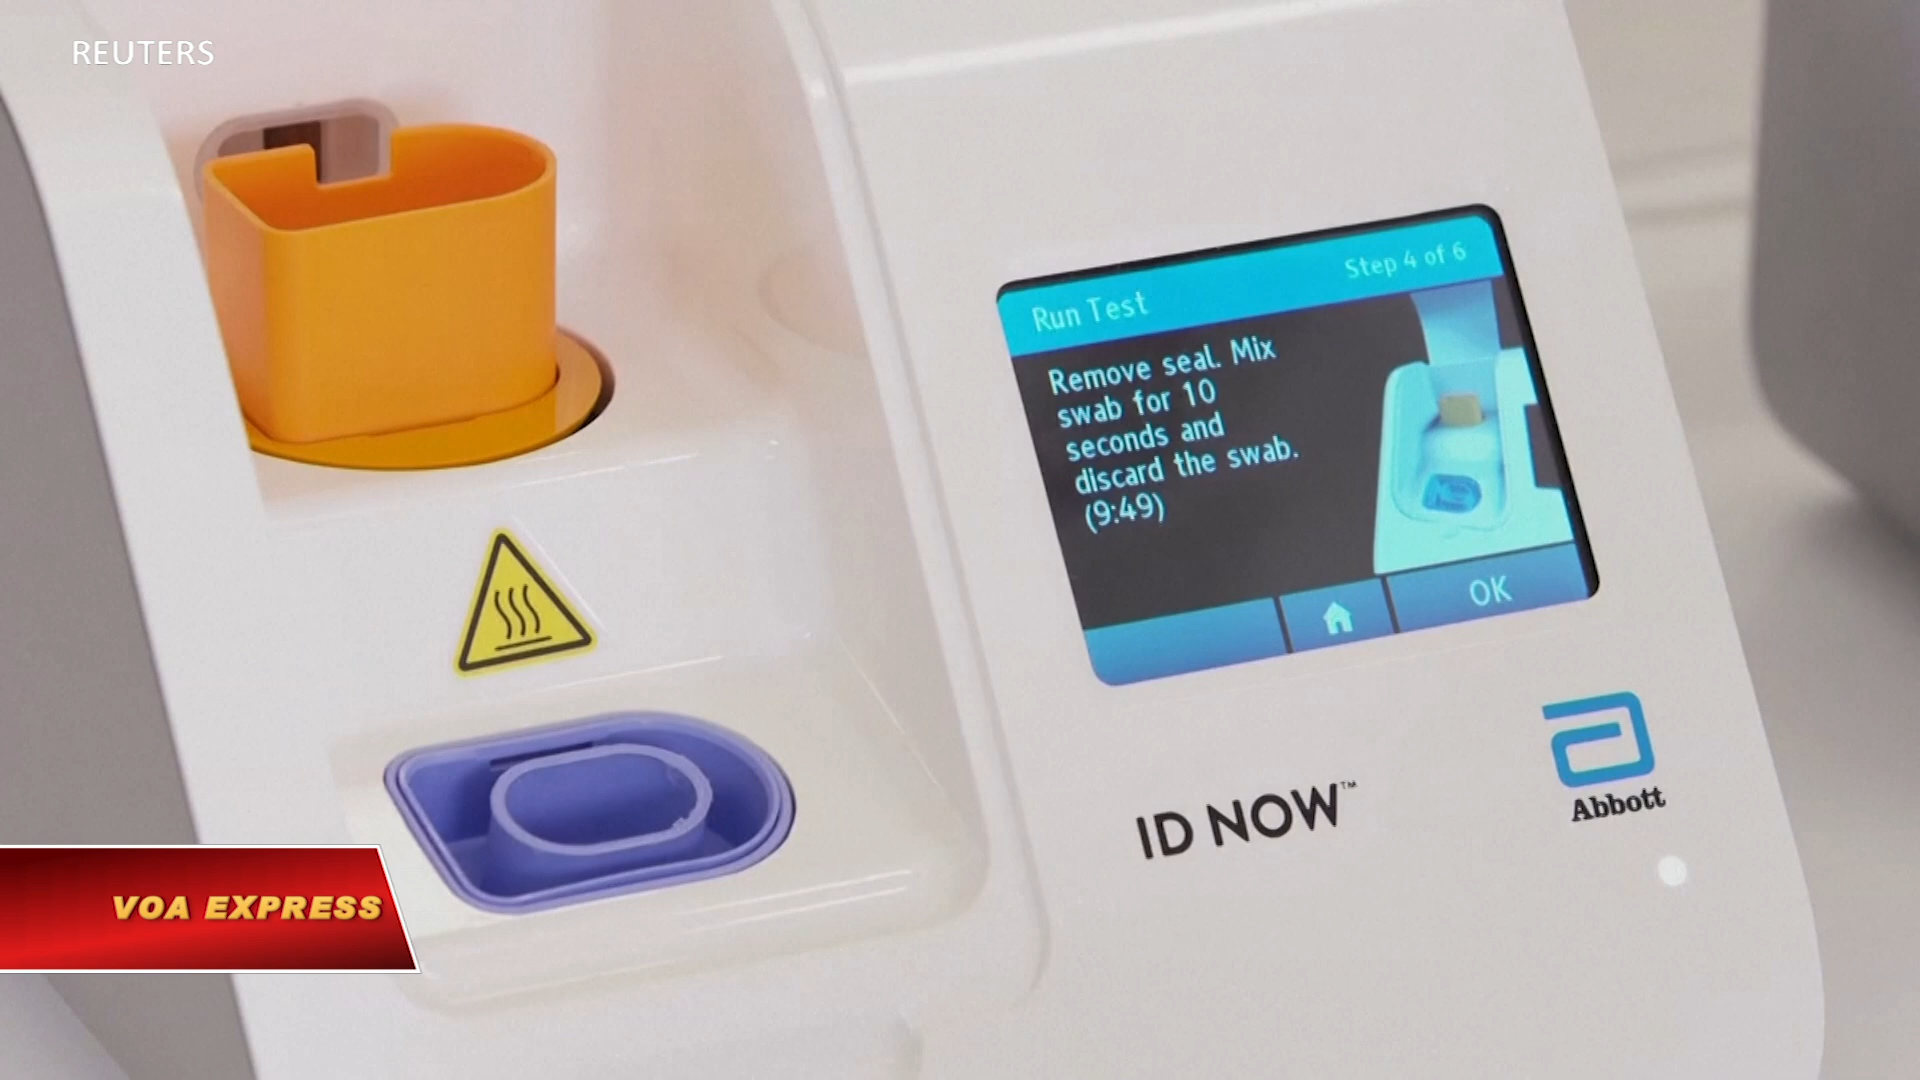 REUTERS
Run Test
Step 4 of 6
Remove seal. Mix
swab for 10
seconds and
discard the swab.
(9:49)
OK
ID NOW™
Abbott
VOA EXPRESS